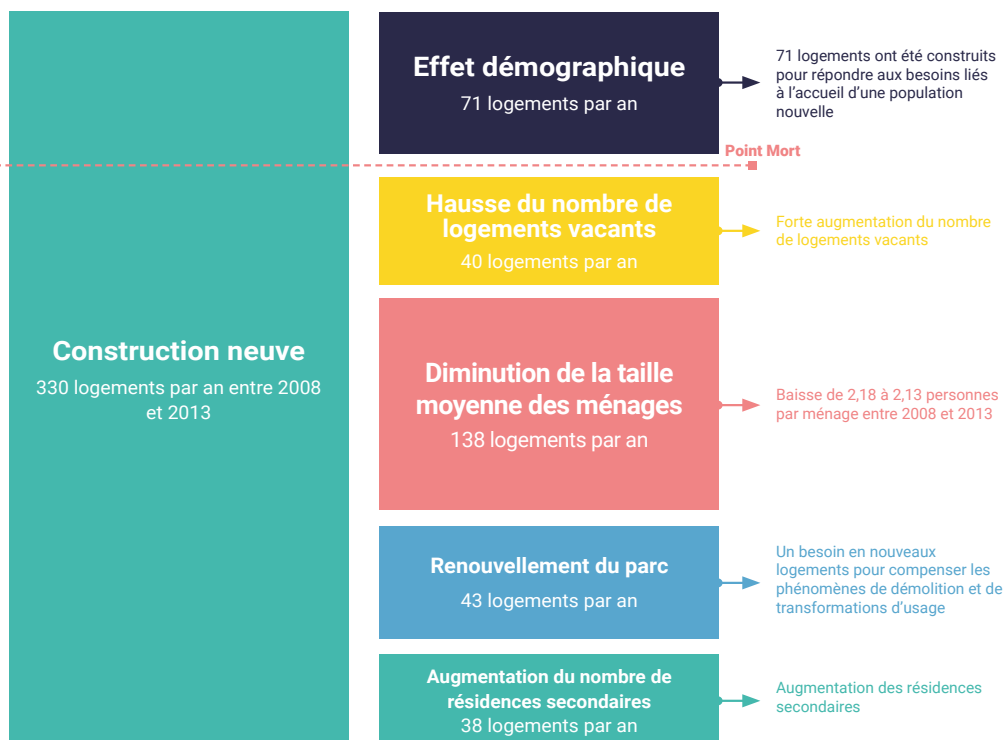 Construction neuve
330 logements par an entre 2008
et 2013
Effet démographique
71 logements par an
71 logements ont été construits
pour répondre aux besoins liés
à l'accueil d'une population
nouvelle
Point Mort
Hausse du nombre de
logements vacants
40 logements par an
Forte augmentation du nombre
de logements vacants
Diminution de la taille
moyenne des ménages
138 logements par an
Baisse de 2,18 à 2,13 personnes
par ménage entre 2008 et 2013
Renouvellement du parc
43 logements par an
Un besoin en nouveaux
logements pour compenser les
phénomènes de démolition et de
transformations d'usage
Augmentation du nombre de
résidences secondaires
38 logements par an
Augmentation des résidences
secondaires